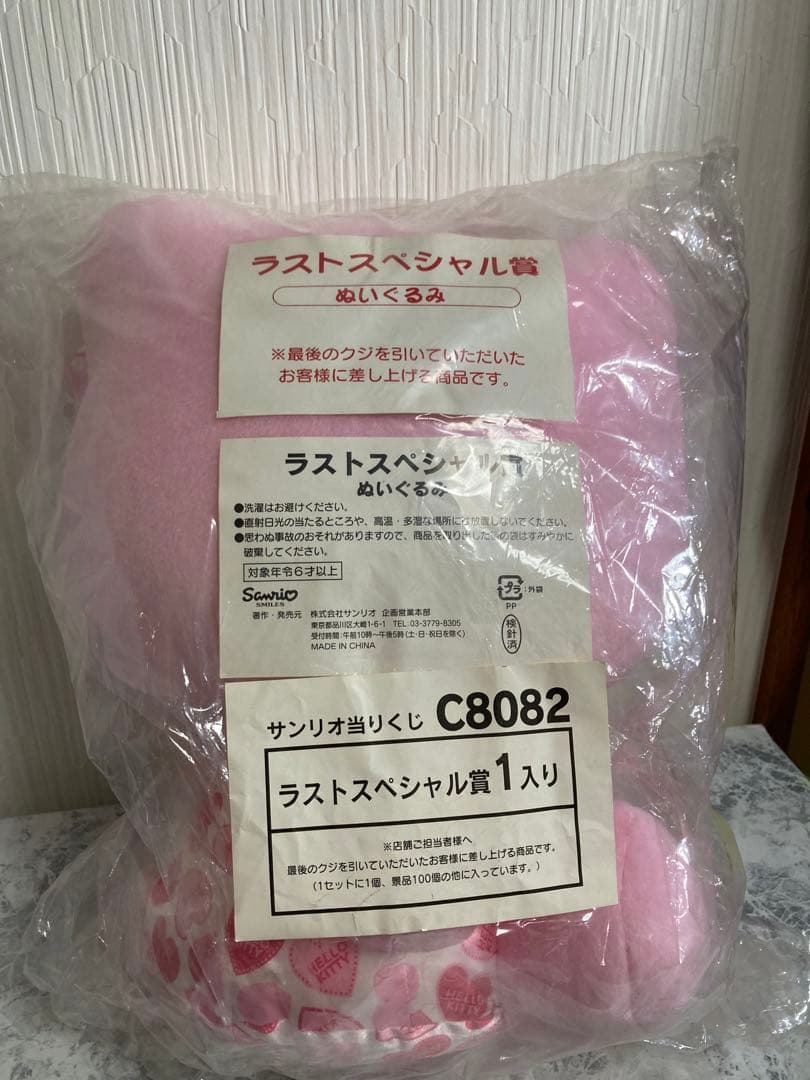 ラストスペシャル賞
ぬいぐるみ
※最後のクジを引いていただいた
お客様に差し上げる商品です。
ラストスペシャル賞
ぬいぐるみ
●洗濯はお避けください。
●直射日光の当たるところや、高温・多湿な場所には放置しないでください。
●思わぬ事故のおそれがありますので、商品を取り出した後の袋はすみやかに
破棄してください。
対象年令6才以上
Sanrio
SMILES
著作・発売元 株式会社サンリオ 企画営業本部
東京都品川区大崎1-6-1 TEL:03-3779-8305
受付時間:午前10時〜午後5時(土・日・祝日を除く)
MADE IN CHINA
プラ :外袋
PP
検針済
サンリオ当りくじ C8082
ラストスペシャル賞1入り
※店舗ご担当者様へ
最後のクジを引いていただいたお客様に差し上げる商品です。
(1セットに1個、景品100個の他に入っています。)
HELLO
KITTY
HELLO
KITTY